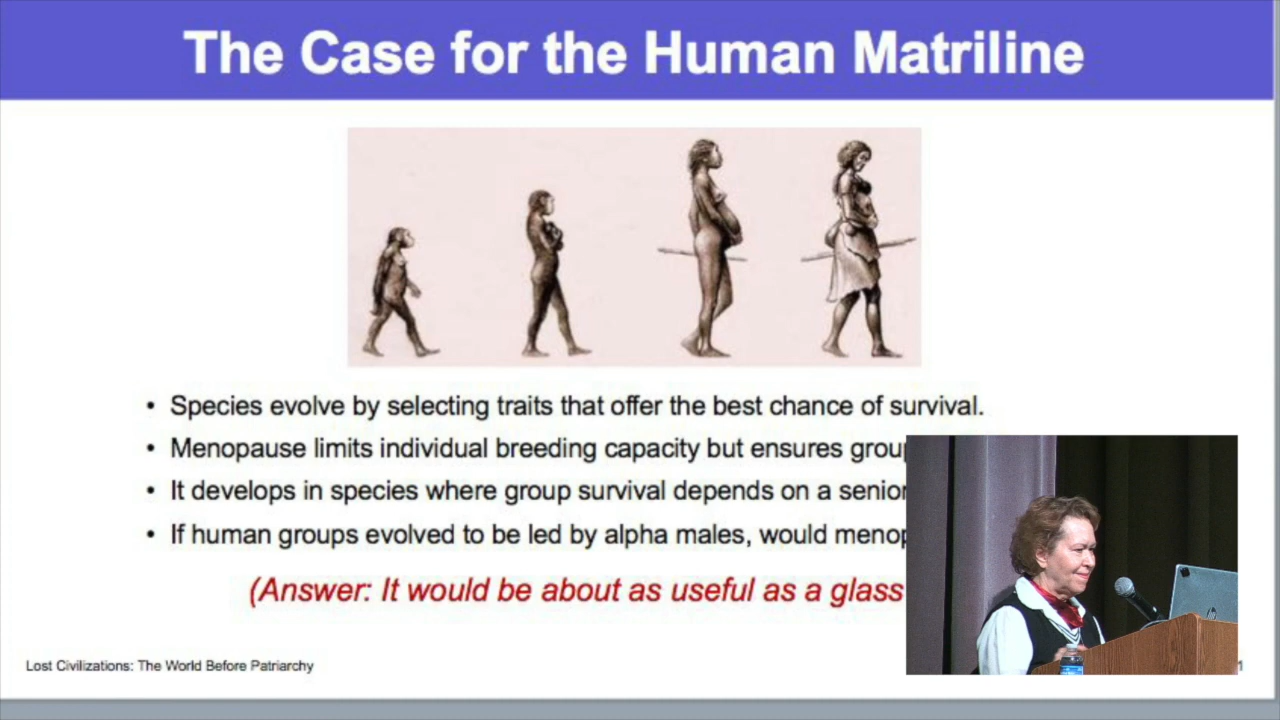 The Case for the Human Matriline
• Species evolve by selecting traits that offer the best chance of survival.
• Menopause limits individual breeding capacity but ensures
• It develops in species where group survival depends on a senior
• If human groups evolved to be led by alpha males, would
(Answer: It would be about as useful as a glass
Lost Civilizations: The World Before Patriarchy